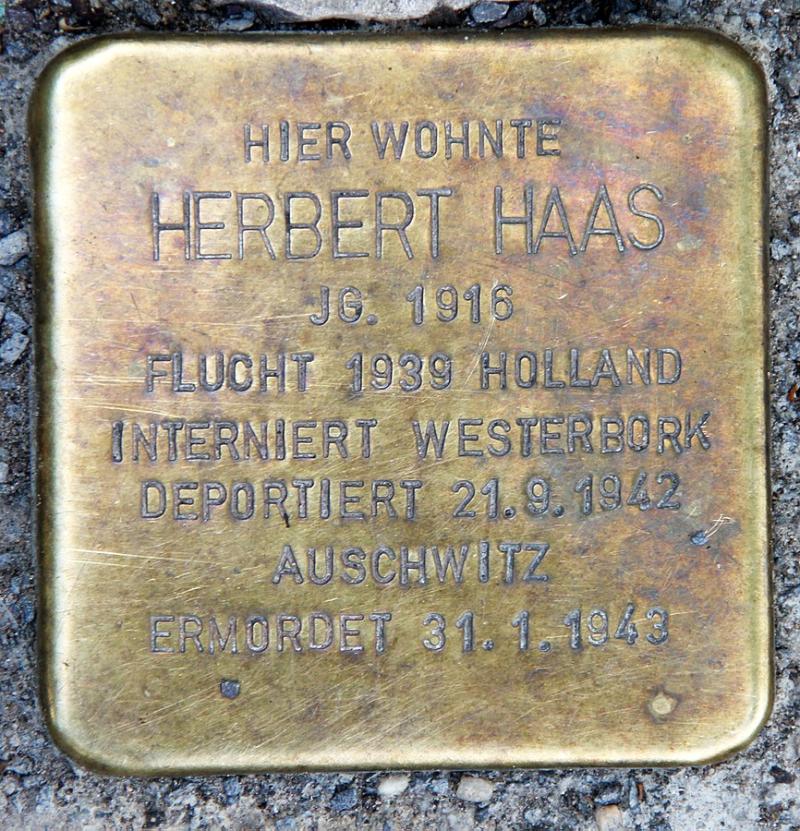 HIER WOHNTE
HERBERT HAAS
JG. 1916
FLUCHT 1939 HOLLAND
INTERNIERT WESTERBORK
DEPORTIERT 21.9.1942
AUSCHWITZ
ERMORDET 31.1.1943